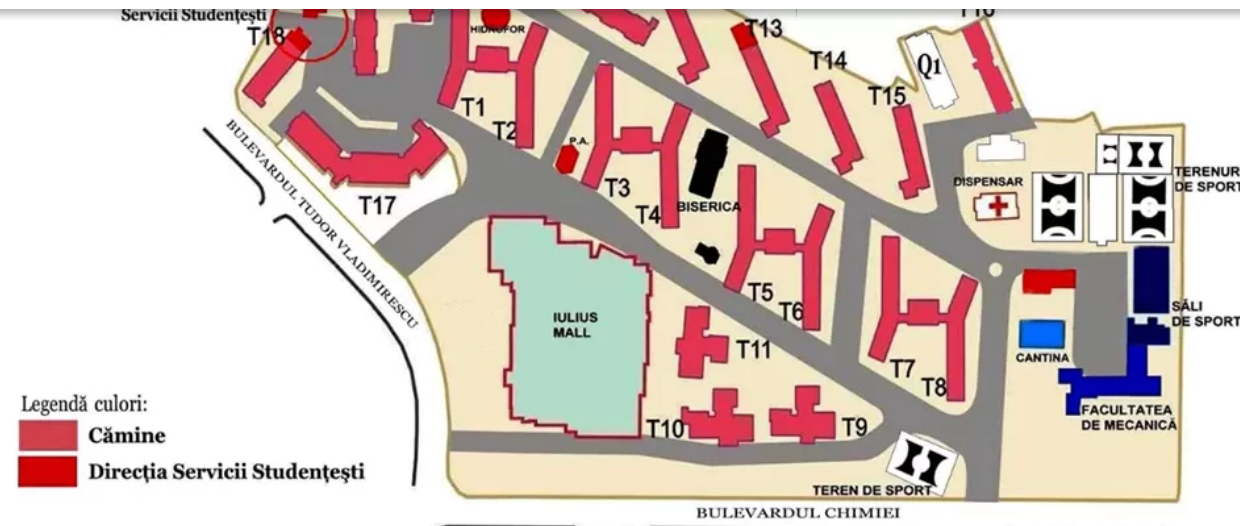 Servicii Studențești
T18
HIDROFOR
T13
T16
T14
Q1
T15
T1
T2
P.A.
T3
T4
BISERICA
DISPENSAR
TERENURI
DE SPORT
BULEVARDUL TUDOR VLADIMIRESCU
T17
T5
T6
IULIUS
MALL
T11
T7
T8
SĂLI
DE SPORT
CANTINA
FACULTATEA
DE MECANICĂ
T10
T9
TEREN DE SPORT
BULEVARDUL CHIMIEI
Legendă culori:
Cămine
Direcția Servicii Studențești